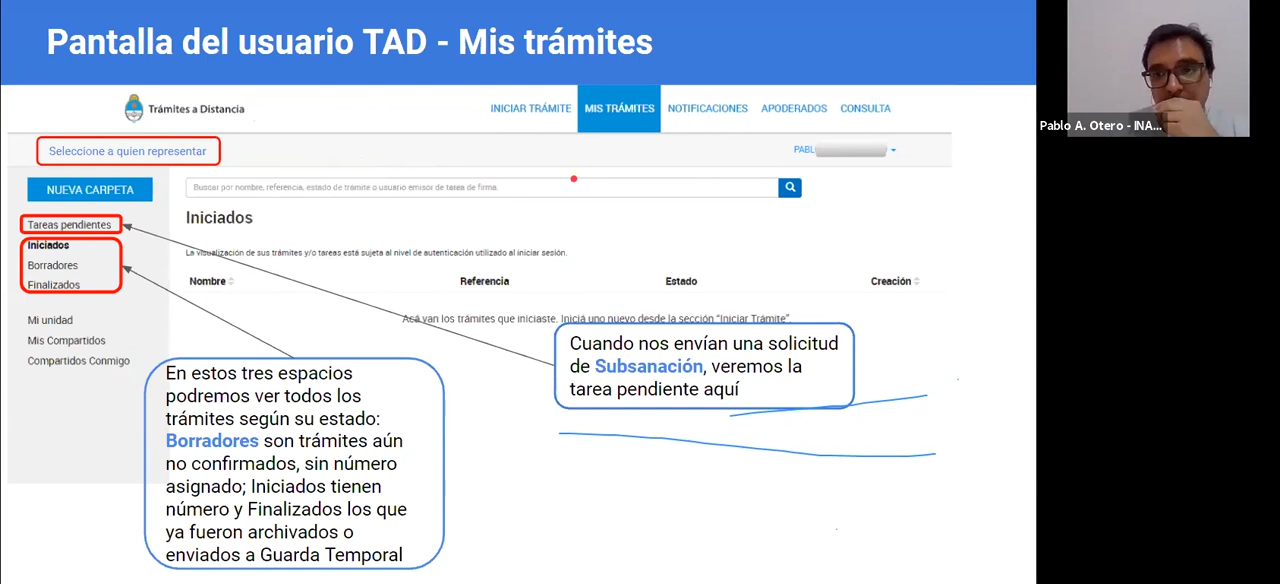 Pantalla del usuario TAD - Mis trámites
Trámites a Distancia
INICIAR TRÁMITE MIS TRÁMITES NOTIFICACIONES APODERADOS CONSULTA
Pablo A. Otero - INA...
Seleccione a quien representar
PABL
NUEVA CARPETA
Buscar por nombre, referencia, estado de trámite o usuario emisor de tarea de firma.
Tareas pendientes
Iniciados
Borradores
Finalizados
Mi unidad
Mis Compartidos
Compartidos Conmigo
Iniciados
La visualización de sus trámites y/o tareas está sujeta al nivel de autenticación utilizado al iniciar sesión.
Nombre Referencia Estado Creación
Acá van los trámites que iniciaste. Iniciá uno nuevo desde la sección "Iniciar Trámite".
Cuando nos envían una solicitud
de Subsanación, veremos la
tarea pendiente aquí
En estos tres espacios
podremos ver todos los
trámites según su estado:
Borradores son trámites aún
no confirmados, sin número
asignado; Iniciados tienen
número y Finalizados los que
ya fueron archivados o
enviados a Guarda Temporal